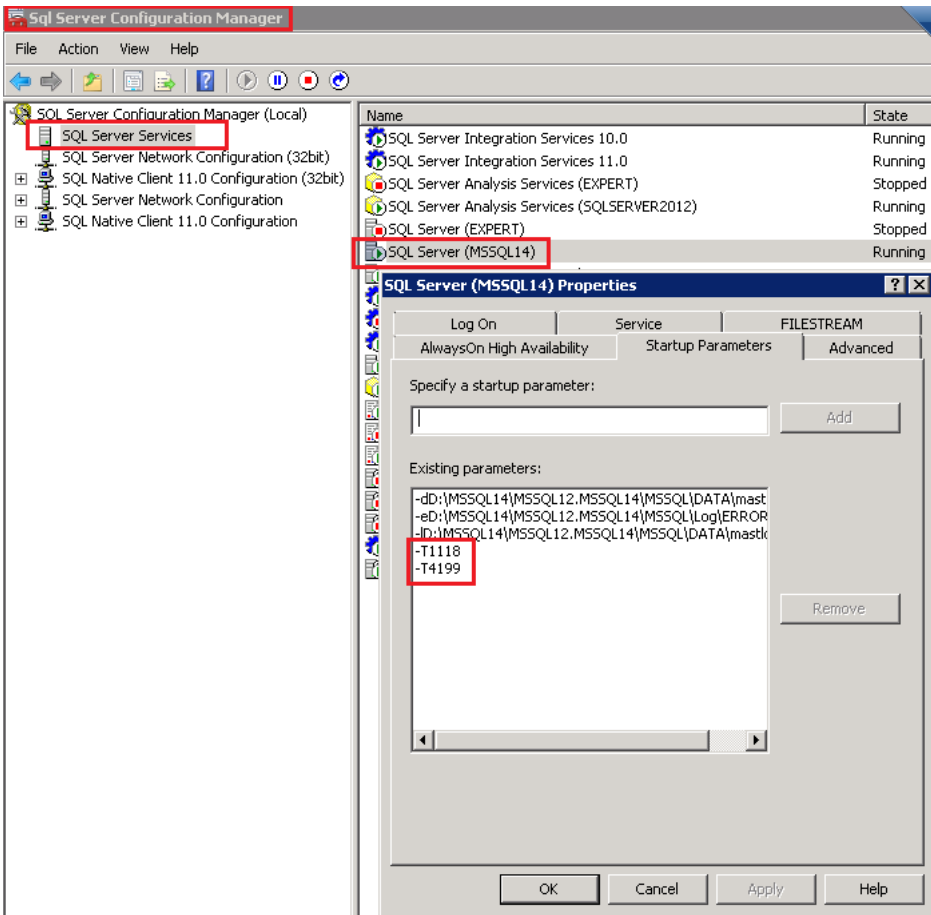 Sql Server Configuration Manager
File Action View Help
SQL Server Configuration Manager (Local)
SQL Server Services
SQL Server Network Configuration (32bit)
SQL Native Client 11.0 Configuration (32bit)
SQL Server Network Configuration
SQL Native Client 11.0 Configuration
Name State
SQL Server Integration Services 10.0 Running
SQL Server Integration Services 11.0 Running
SQL Server Analysis Services (EXPERT) Stopped
SQL Server Analysis Services (SQLSERVER2012) Running
SQL Server (EXPERT) Stopped
SQL Server (MSSQL14) Running
SQL Server (MSSQL14) Properties
Log On Service FILESTREAM
AlwaysOn High Availability Startup Parameters Advanced
Specify a startup parameter:
Add
Existing parameters:
-dD:\MSSQL14\MSSQL12.MSSQL14\MSSQL\DATA\mast
-eD:\MSSQL14\MSSQL12.MSSQL14\MSSQL\Log\ERROR
-lD:\MSSQL14\MSSQL12.MSSQL14\MSSQL\DATA\mastlo
-T1118
-T4199
Remove
OK Cancel Apply Help